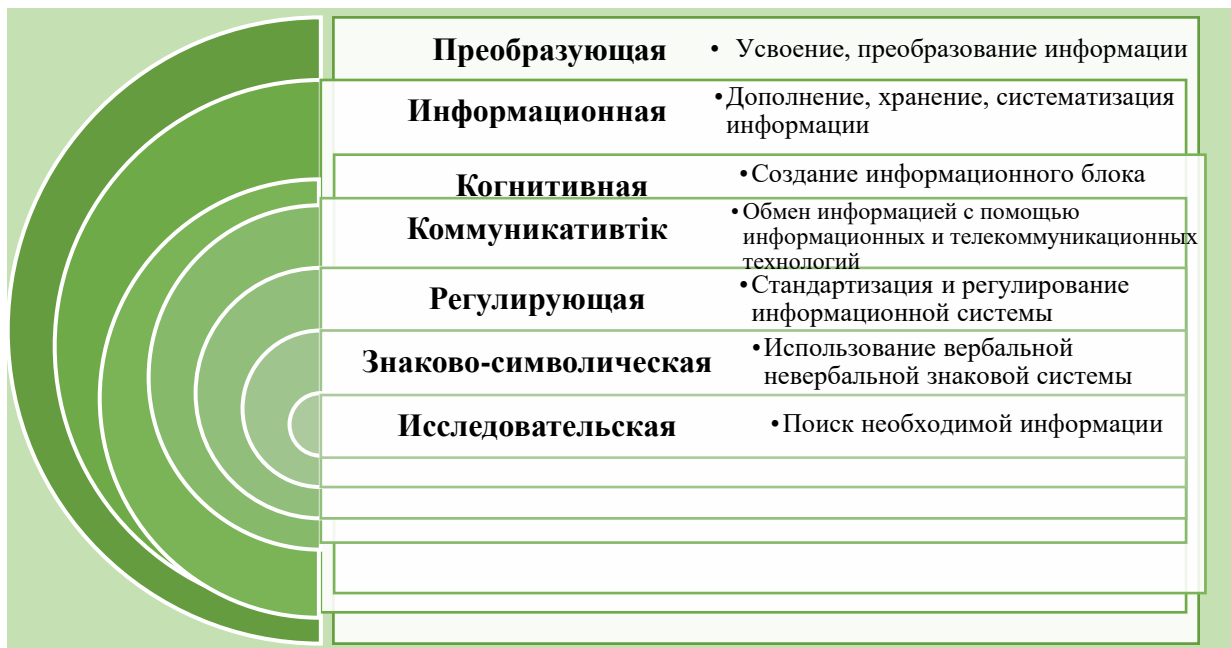 Преобразующая
• Усвоение, преобразование информации
Информационная
•Дополнение, хранение, систематизация
информации
Когнитивная
•Создание информационного блока
Коммуникативтік
•Обмен информацией с помощью
информационных и телекоммуникационных
технологий
Регулирующая
•Стандартизация и регулирование
информационной системы
Знаково-символическая
•Использование вербальной
невербальной знаковой системы
Исследовательская
•Поиск необходимой информации